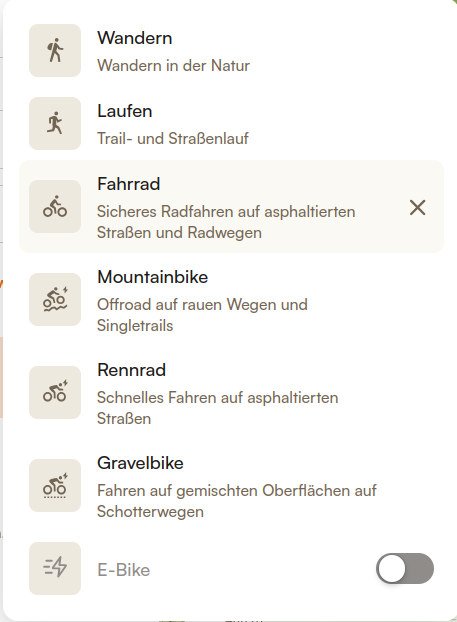 Wandern
Wandern in der Natur
Laufen
Trail- und Straßenlauf
Fahrrad
Sicheres Radfahren auf asphaltierten
Straßen und Radwegen
Mountainbike
Offroad auf rauen Wegen und
Singletrails
Rennrad
Schnelles Fahren auf asphaltierten
Straßen
Gravelbike
Fahren auf gemischten Oberflächen auf
Schotterwegen
E-Bike